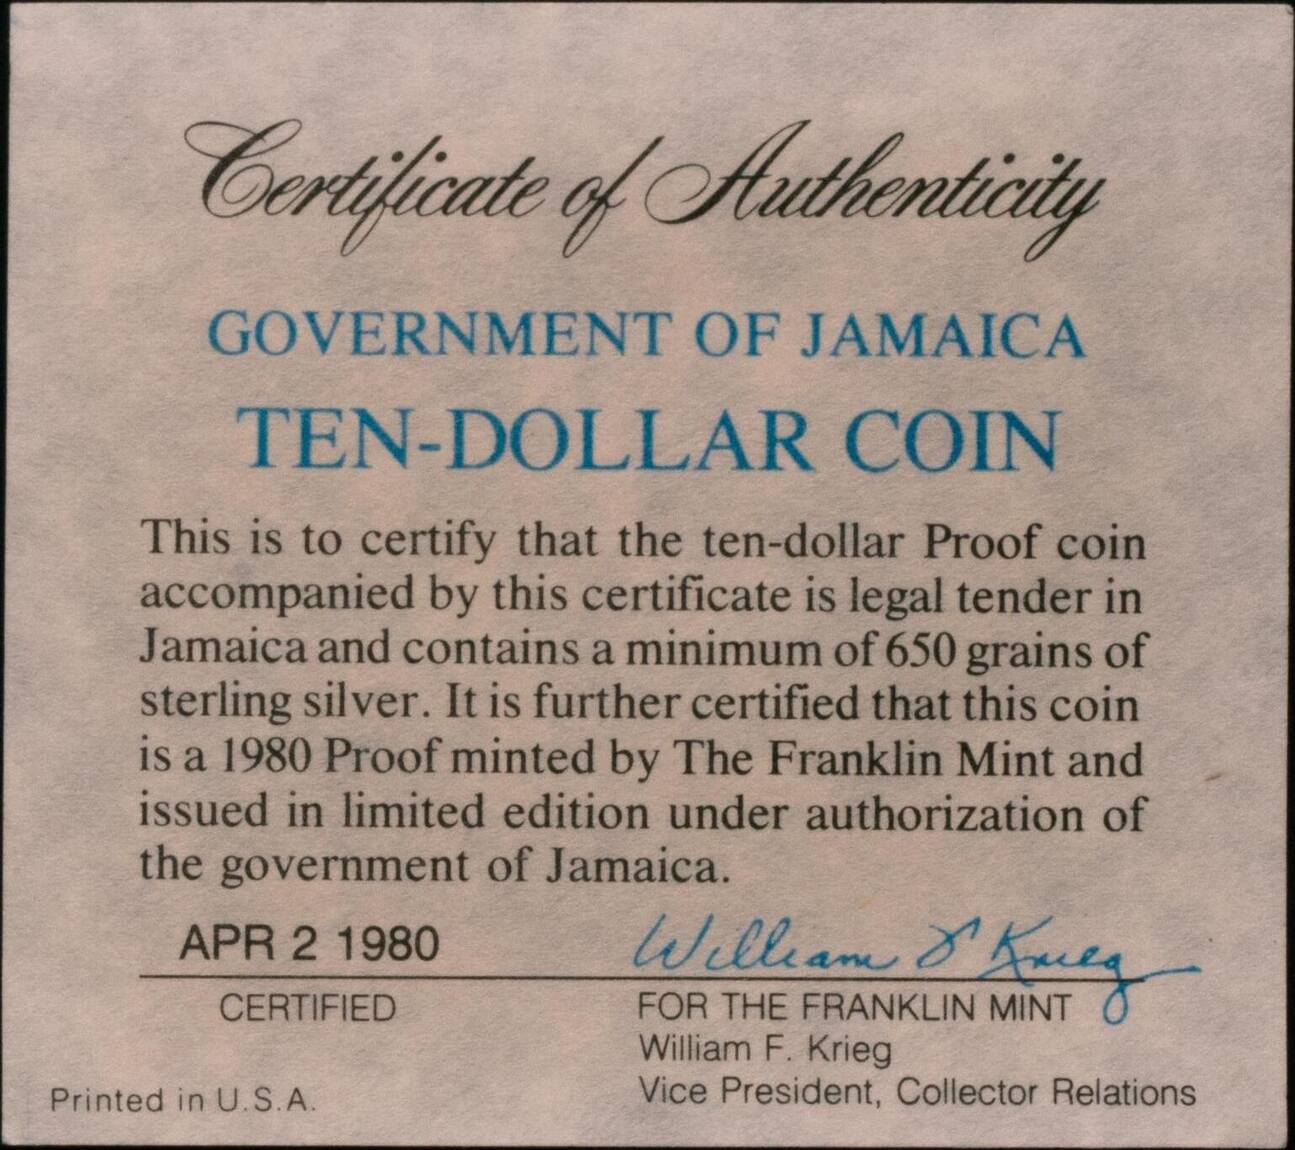 Certificate of Authenticity
GOVERNMENT OF JAMAICA
TEN-DOLLAR COIN
This is to certify that the ten-dollar Proof coin
accompanied by this certificate is legal tender in
Jamaica and contains a minimum of 650 grains of
sterling silver. It is further certified that this coin
is a 1980 Proof minted by The Franklin Mint and
issued in limited edition under authorization of
the government of Jamaica.
APR 2 1980
William F Krieg
CERTIFIED
FOR THE FRANKLIN MINT
William F. Krieg
Vice President, Collector Relations
Printed in U.S.A.